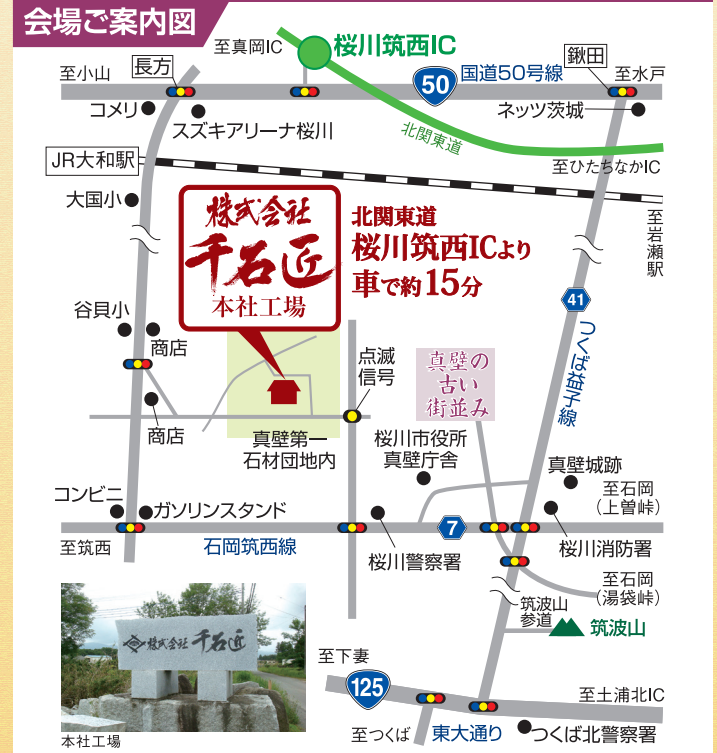 会場ご案内図
至真岡IC
桜川筑西IC
至小山
長方
50
国道50号線
鍬田
至水戸
コメリ
スズキアリーナ桜川
北関東道
ネッツ茨城
JR大和駅
至ひたちなかIC
大国小
株式会社
千石匠
本社工場
北関東道
桜川筑西ICより
車で約15分
至岩瀬駅
41
つくば益子線
谷貝小
商店
点滅
信号
真壁の
古い
街並み
商店
真壁第一
石材団地内
桜川市役所
真壁庁舎
真壁城跡
コンビニ
ガソリンスタンド
至石岡
(上曽峠)
7
至筑西
石岡筑西線
桜川警察署
桜川消防署
至石岡
(湯袋峠)
筑波山
参道
筑波山
株式会社 千石匠
至下妻
125
至土浦北IC
至つくば
東大通り
つくば北警察署
本社工場